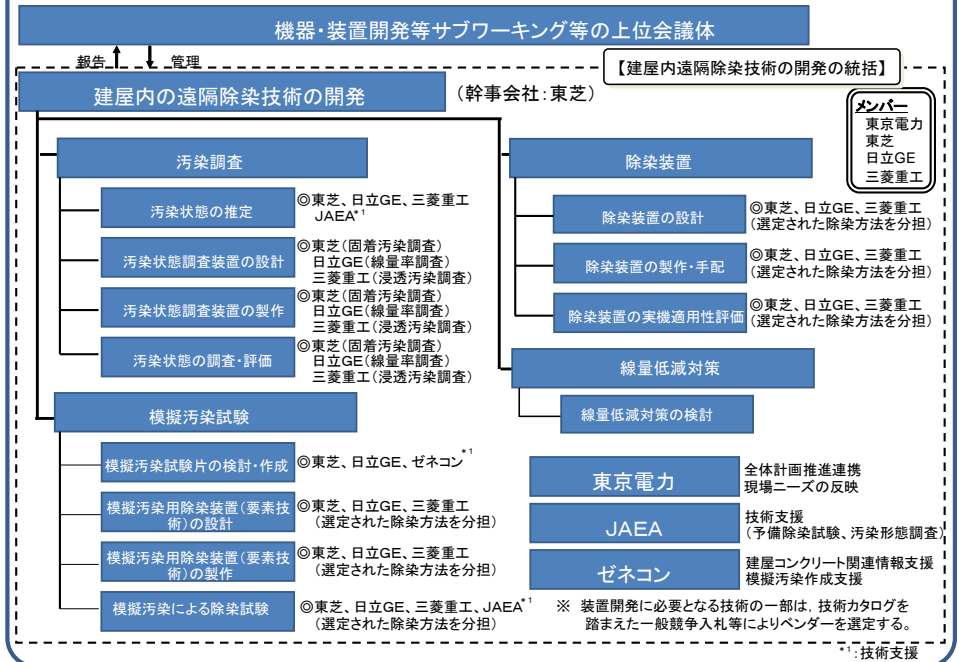 機器・装置開発等サブワーキング等の上位会議体
報告
管理
【建屋内遠隔除染技術の開発の統括】
建屋内の遠隔除染技術の開発
(幹事会社:東芝)
メンバー
東京電力
東芝
日立GE
三菱重工
汚染調査
汚染状態の推定
◎東芝、日立GE、三菱重工
JAEA*1
汚染状態調査装置の設計
◎東芝(固着汚染調査)
日立GE(線量率調査)
三菱重工(浸透汚染調査)
汚染状態調査装置の製作
◎東芝(固着汚染調査)
日立GE(線量率調査)
三菱重工(浸透汚染調査)
汚染状態の調査・評価
◎東芝(固着汚染調査)
日立GE(線量率調査)
三菱重工(浸透汚染調査)
模擬汚染試験
模擬汚染試験片の検討・作成
◎東芝、日立GE、ゼネコン*1
模擬汚染用除染装置(要素技
術)の設計
◎東芝、日立GE、三菱重工
(選定された除染方法を分担)
模擬汚染用除染装置(要素技
術)の製作
◎東芝、日立GE、三菱重工
(選定された除染方法を分担)
模擬汚染による除染試験
◎東芝、日立GE、三菱重工、JAEA*1
(選定された除染方法を分担)
除染装置
除染装置の設計
◎東芝、日立GE、三菱重工
(選定された除染方法を分担)
除染装置の製作・手配
◎東芝、日立GE、三菱重工
(選定された除染方法を分担)
除染装置の実機適用性評価
◎東芝、日立GE、三菱重工
(選定された除染方法を分担)
線量低減対策
線量低減対策の検討
東京電力
全体計画推進連携
現場ニーズの反映
JAEA
技術支援
(予備除染試験、汚染形態調査)
ゼネコン
建屋コンクリート関連情報支援
模擬汚染作成支援
※ 装置開発に必要となる技術の一部は,技術カタログを
踏まえた一般競争入札等によりベンダーを選定する。
*1:技術支援